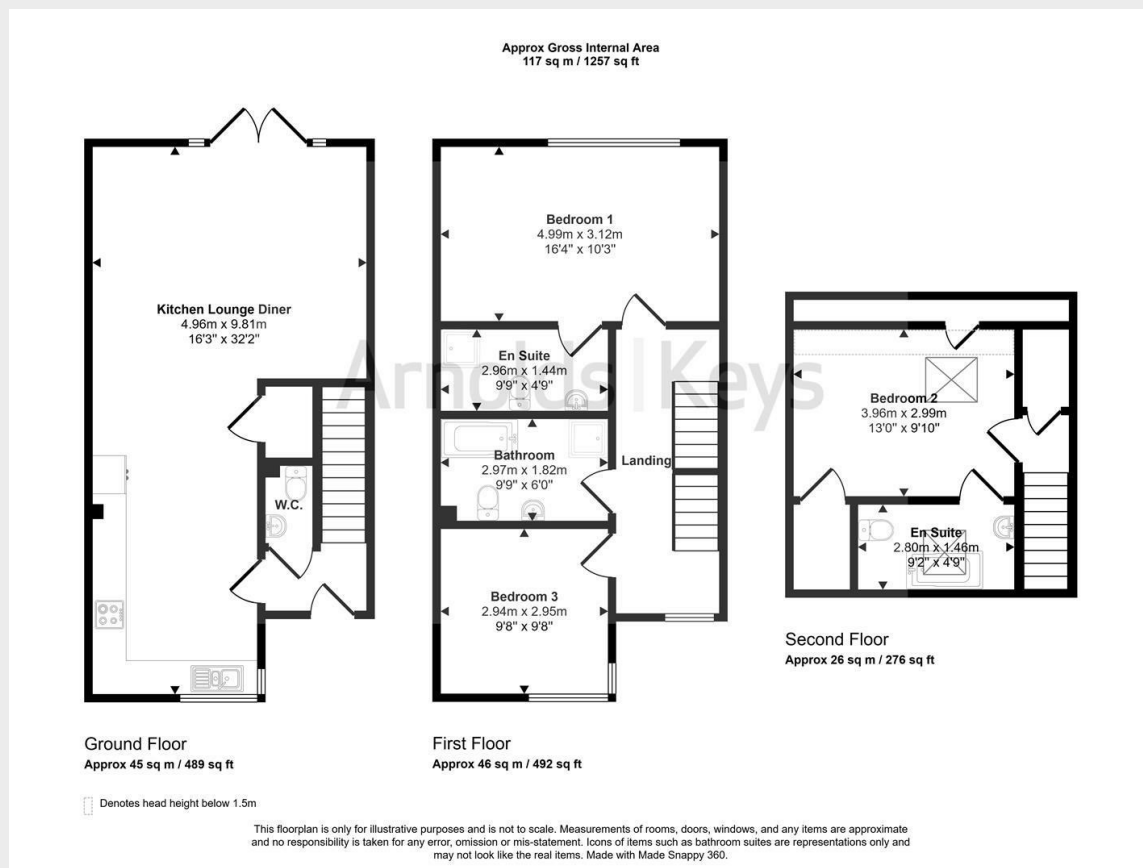 Approx Gross Internal Area
117 sq m / 1257 sq ft
Kitchen Lounge Diner
4.96m x 9.81m
16'3" x 32'2"
W.C.
Ground Floor
Approx 45 sq m / 489 sq ft
Bedroom 1
4.99m x 3.12m
16'4" x 10'3"
En Suite
2.96m x 1.44m
9'9" x 4'9"
Bathroom
2.97m x 1.82m
9'9" x 6'0"
Landing
Bedroom 3
2.94m x 2.95m
9'8" x 9'8"
First Floor
Approx 46 sq m / 492 sq ft
Bedroom 2
3.96m x 2.99m
13'0" x 9'10"
En Suite
2.80m x 1.46m
9'2" x 4'9"
Second Floor
Approx 26 sq m / 276 sq ft
Arnolds|Keys
Denotes head height below 1.5m
This floorplan is only for illustrative purposes and is not to scale. Measurements of rooms, doors, windows, and any items are approximate
and no responsibility is taken for any error, omission or mis-statement. Icons of items such as bathroom suites are representations only and
may not look like the real items. Made with Made Snappy 360.